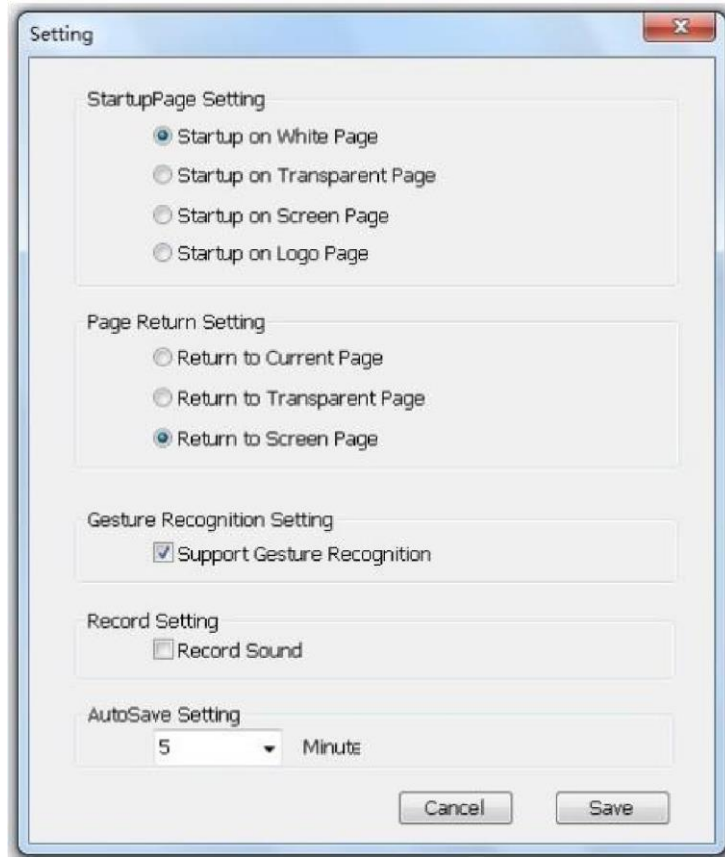 Setting
StartupPage Setting
Startup on White Page
Startup on Transparent Page
Startup on Screen Page
Startup on Logo Page
Page Return Setting
Return to Current Page
Return to Transparent Page
Return to Screen Page
Gesture Recognition Setting
Support Gesture Recognition
Record Setting
Record Sound
AutoSave Setting
5 Minute
Cancel Save